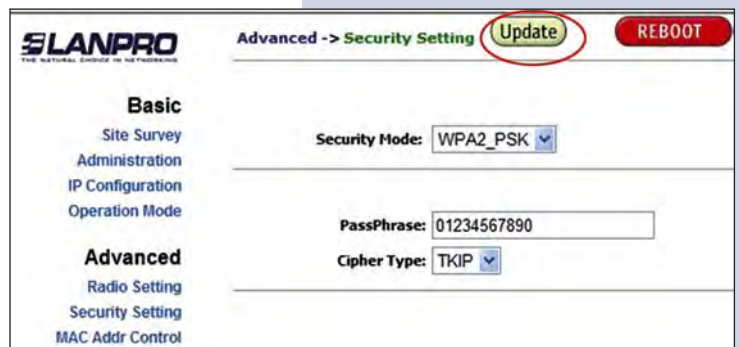 LANPRO
THE NATURAL CHOICE IN NETWORKING
Advanced -> Security Setting
Update
REBOOT
Basic
Site Survey
Administration
IP Configuration
Operation Mode
Advanced
Radio Setting
Security Setting
MAC Addr Control
Security Mode: WPA2_PSK
PassPhrase: 01234567890
Cipher Type: TKIP